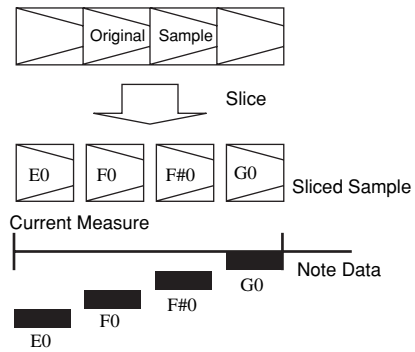 Original Sample
Slice
E0 F0 F#0 G0
Sliced Sample
Current Measure
Note Data
G0
F#0
F0
E0